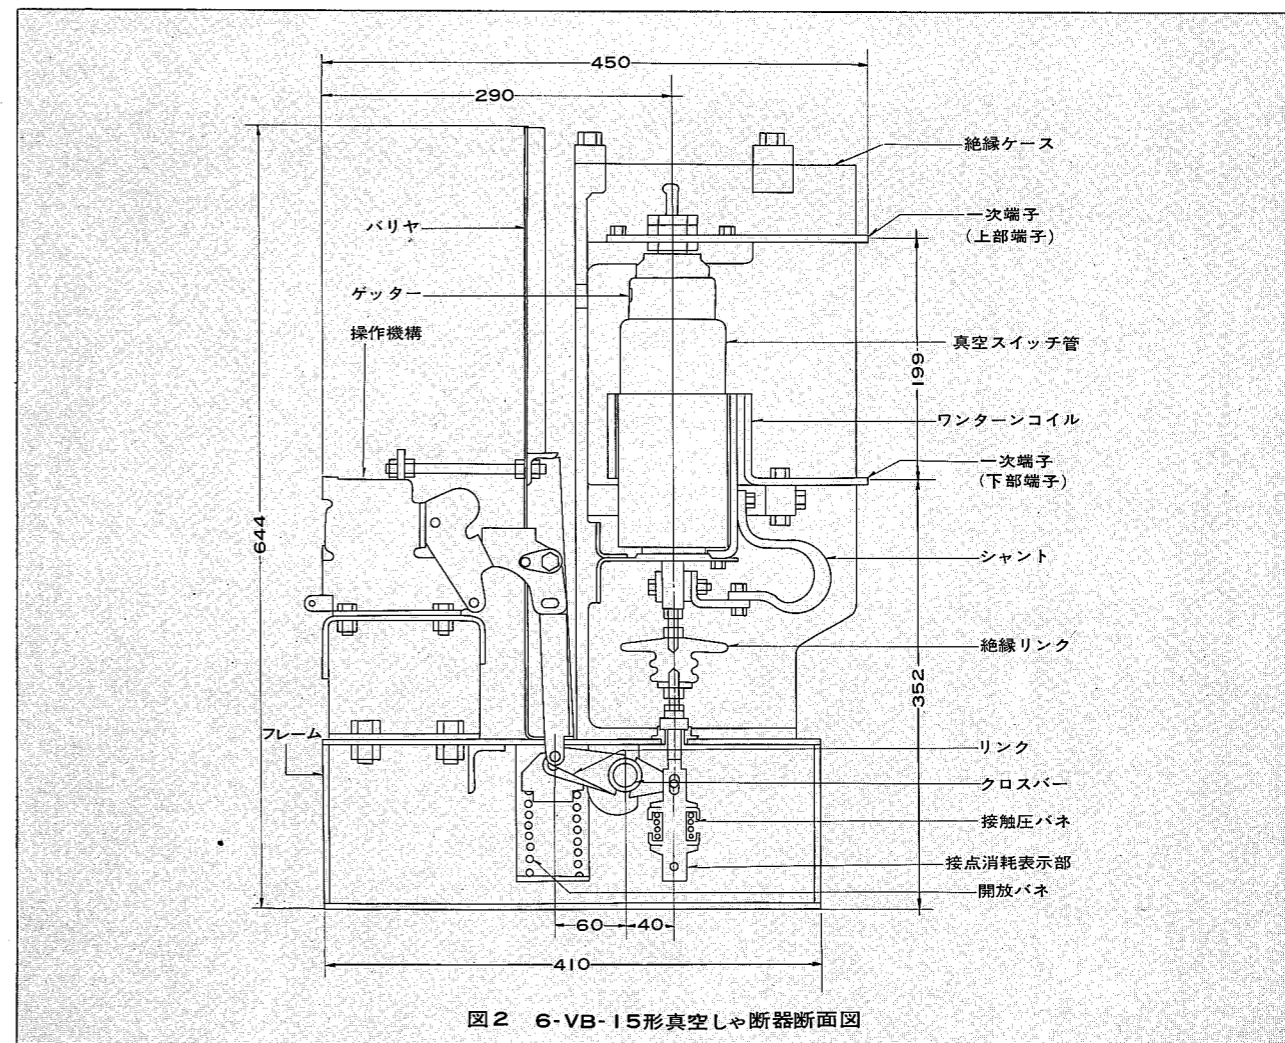 450
290
絶縁ケース
一次端子
(上部端子)
バリヤ
ゲッター
操作機構
真空スイッチ管
199
ワンターンコイル
一次端子
(下部端子)
644
シャント
絶縁リンク
352
フレーム
リンク
クロスバー
接触圧バネ
接点消耗表示部
開放バネ
60
40
410
図2 6-VB-15形真空しゃ断器断面図